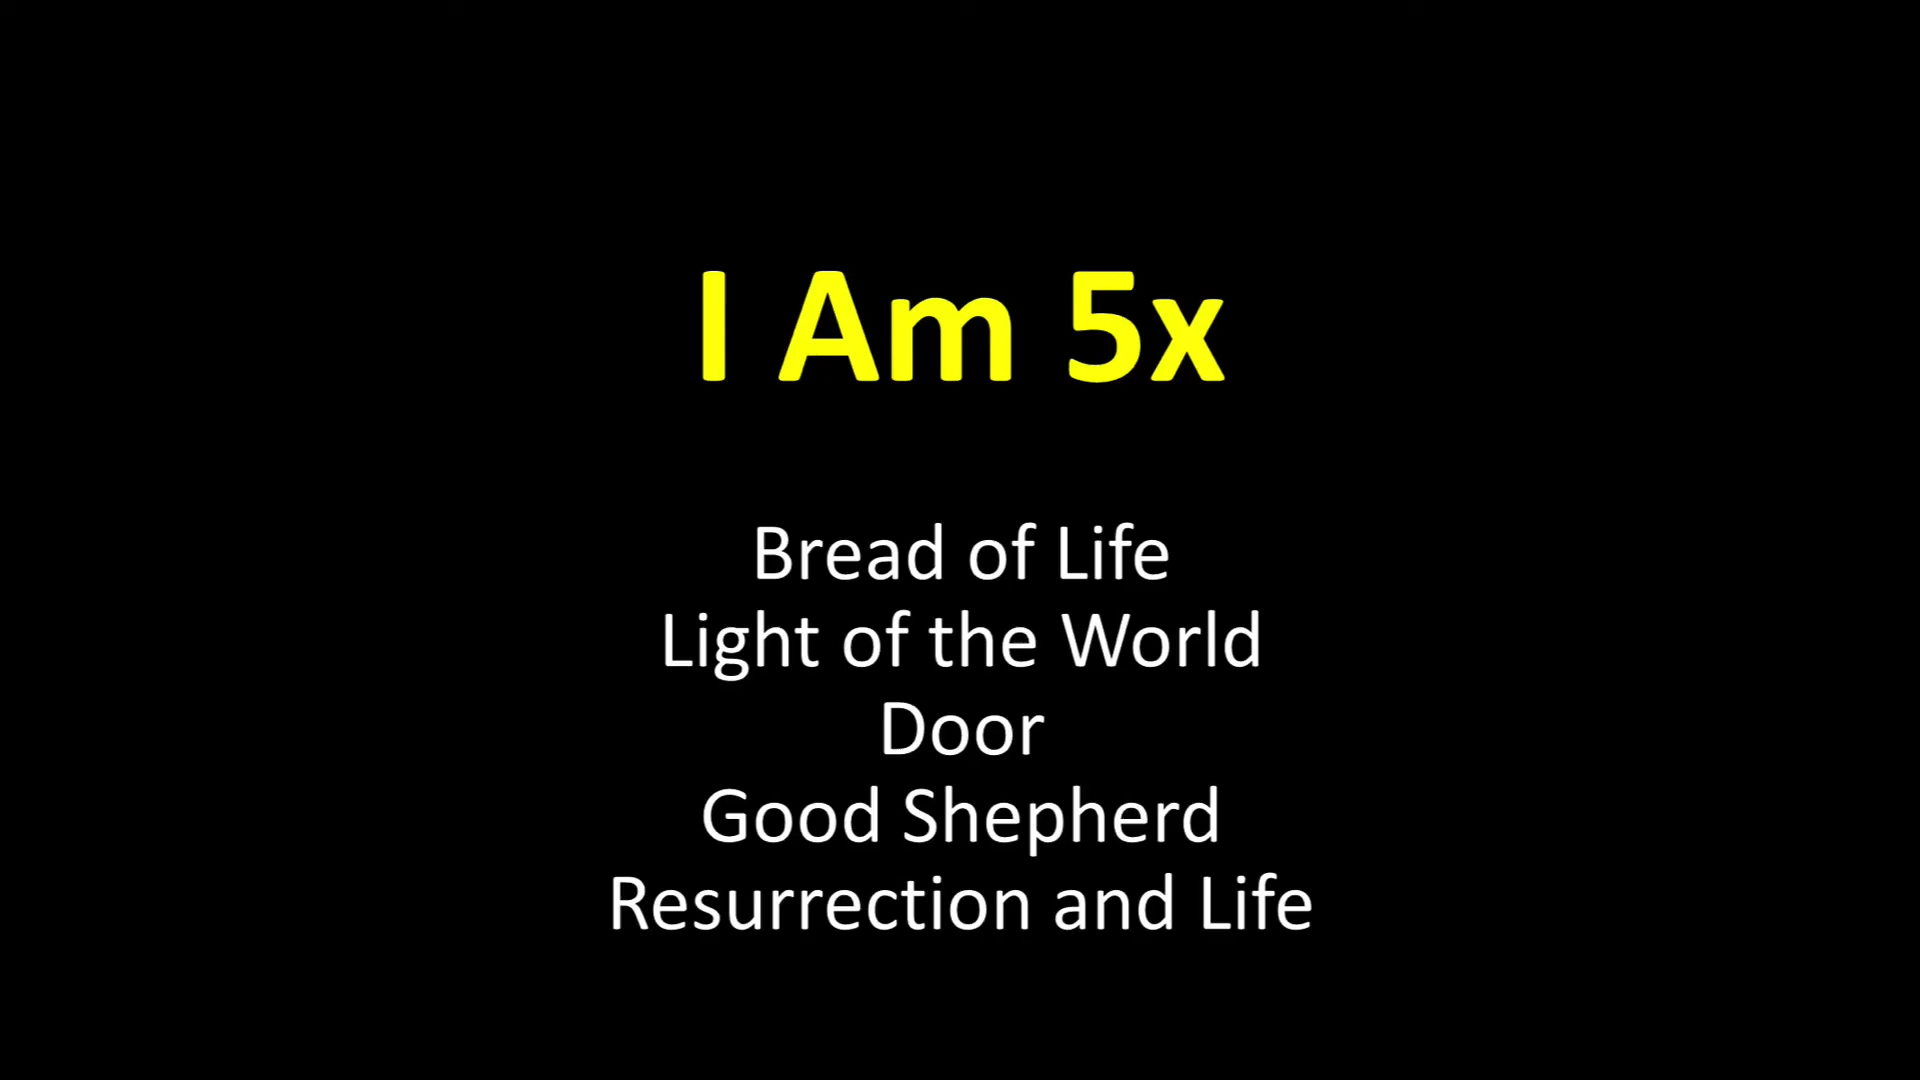 I Am 5x
Bread of Life
Light of the World
Door
Good Shepherd
Resurrection and Life